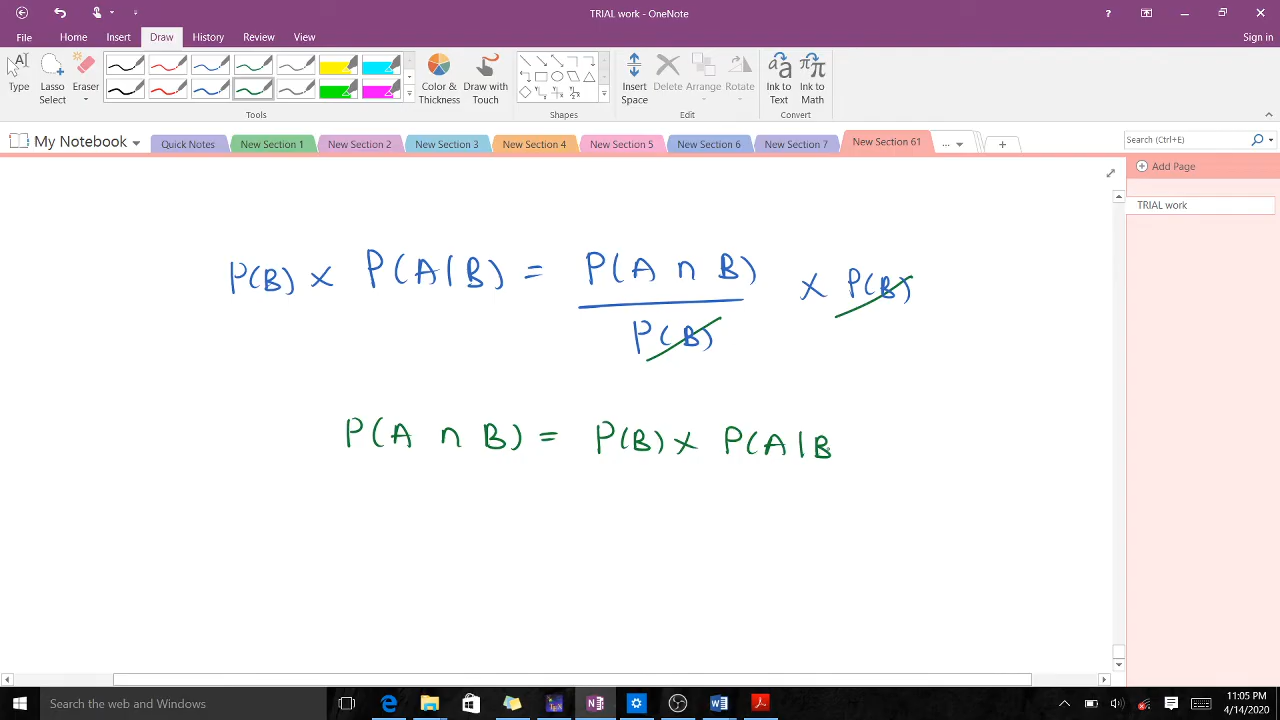 TRIAL work - OneNote
File Home Insert Draw History Review View
Sign in
Type
Lasso Select
Eraser
Color & Thickness
Draw with Touch
Insert Space
Delete
Arrange
Rotate
Ink to Text
Ink to Math
Tools
Shapes
Edit
Convert
My Notebook
Quick Notes
New Section 1
New Section 2
New Section 3
New Section 4
New Section 5
New Section 6
New Section 7
New Section 61
...
Search (Ctrl+E)
Add Page
TRIAL work
P(B) × P(A|B) = P(A ∩ B) × P(B)
P(B)
P(A ∩ B) = P(B) × P(A|B
Search the web and Windows
11:05 PM
4/14/2020